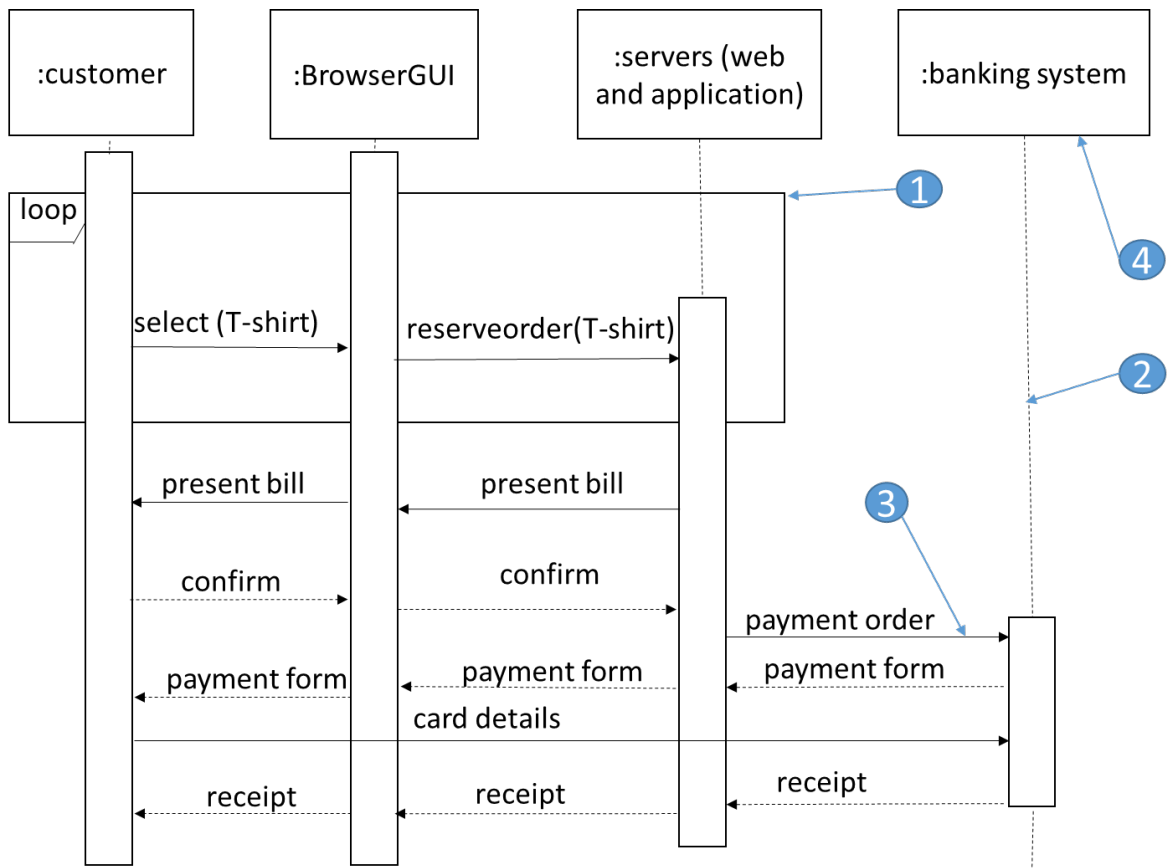 :customer
:BrowserGUI
:servers (web
and application)
:banking system
1
loop
4
select (T-shirt)
reserveorder(T-shirt)
2
present bill
present bill
3
confirm
confirm
payment order
payment form
payment form
payment form
card details
receipt
receipt
receipt